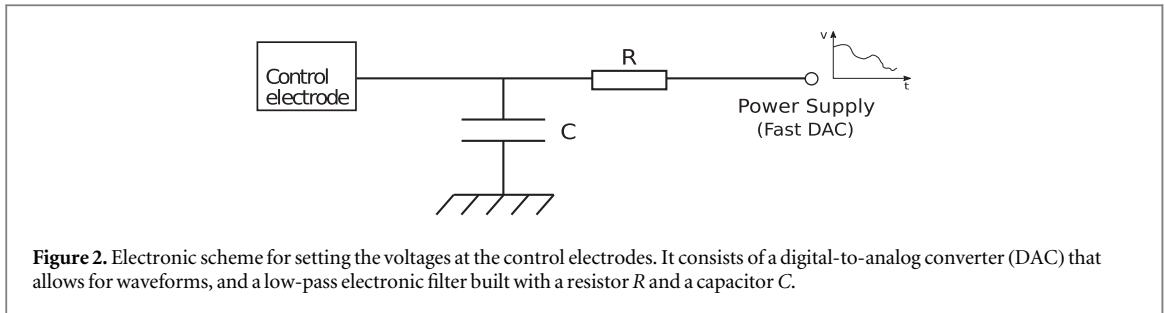 Control
electrode
R
C
v
t
Power Supply
(Fast DAC)
Figure 2. Electronic scheme for setting the voltages at the control electrodes. It consists of a digital-to-analog converter (DAC) that
allows for waveforms, and a low-pass electronic filter built with a resistor R and a capacitor C.